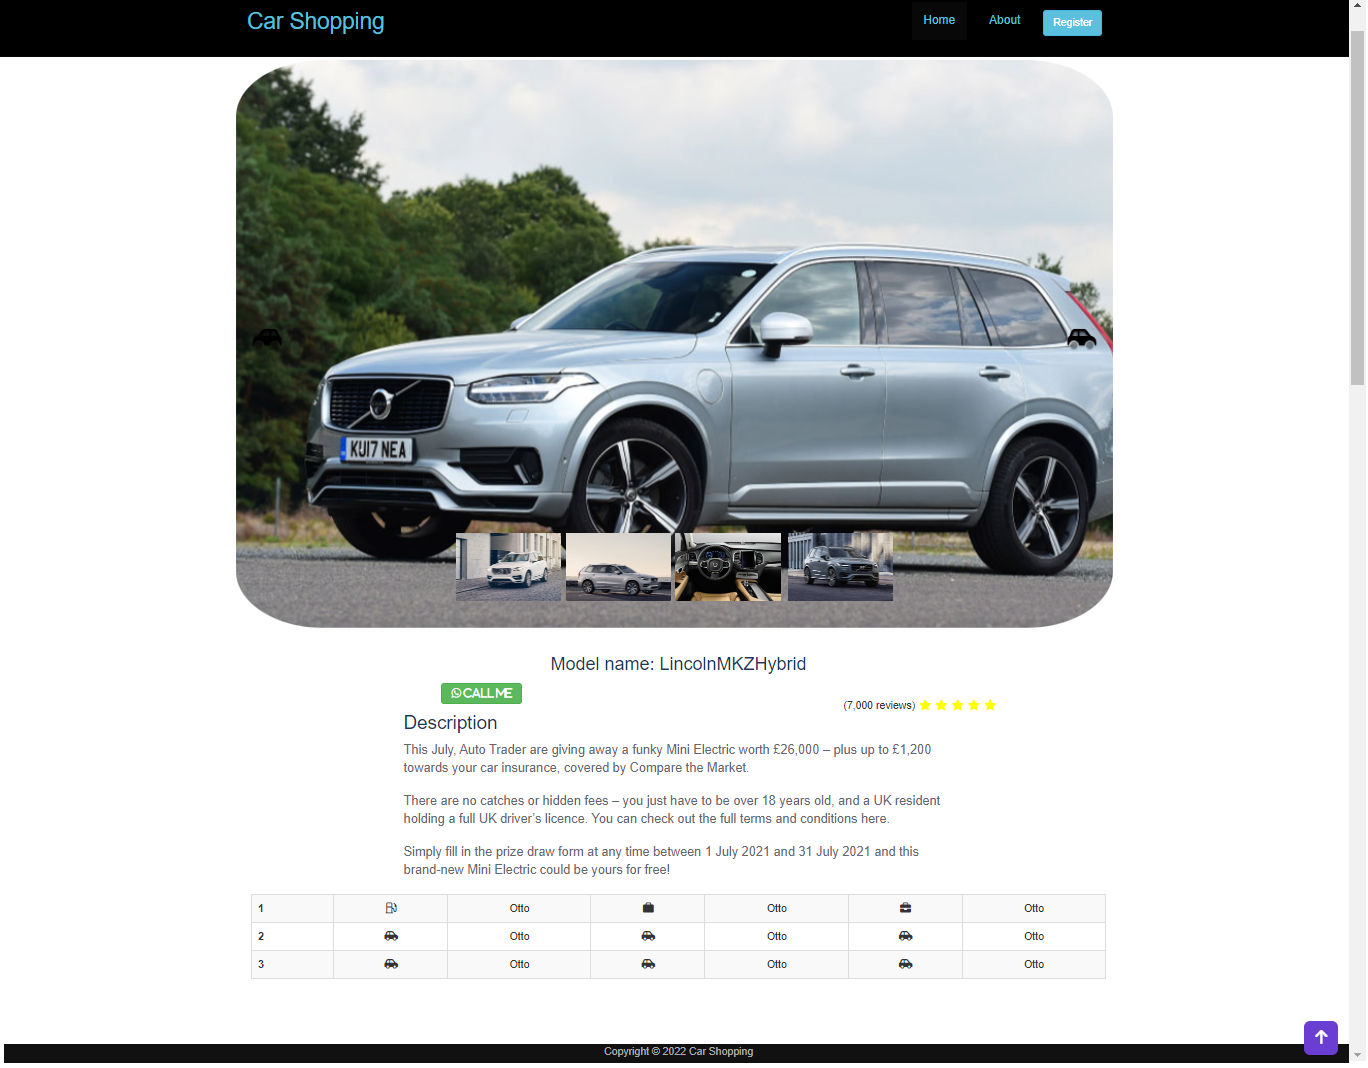 Car Shopping
Home
About
Register
KU17 NEA
Model name: LincolnMKZHybrid
CALL ME
(7,000 reviews)
Description
This July, Auto Trader are giving away a funky Mini Electric worth £26,000 – plus up to £1,200
towards your car insurance, covered by Compare the Market.
There are no catches or hidden fees – you just have to be over 18 years old, and a UK resident
holding a full UK driver’s licence. You can check out the full terms and conditions here.
Simply fill in the prize draw form at any time between 1 July 2021 and 31 July 2021 and this
brand-new Mini Electric could be yours for free!
1 Otto Otto Otto
2 Otto Otto Otto
3 Otto Otto Otto
Copyright © 2022 Car Shopping